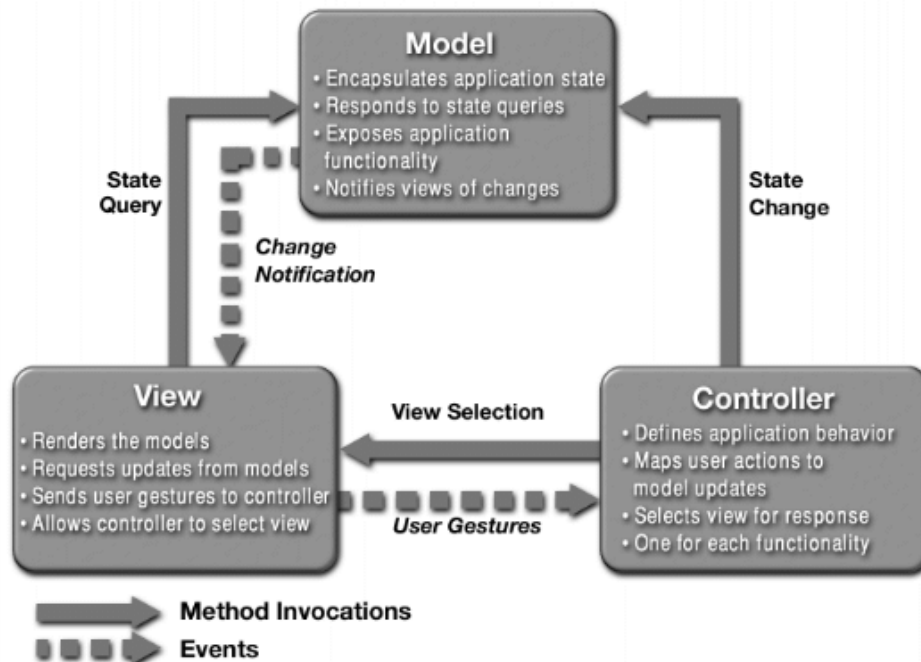 Model
• Encapsulates application state
• Responds to state queries
• Exposes application
functionality
• Notifies views of changes
State
Query
Change
Notification
State
Change
View
• Renders the models
• Requests updates from models
• Sends user gestures to controller
• Allows controller to select view
View Selection
User Gestures
Controller
• Defines application behavior
• Maps user actions to
model updates
• Selects view for response
• One for each functionality
Method Invocations
Events